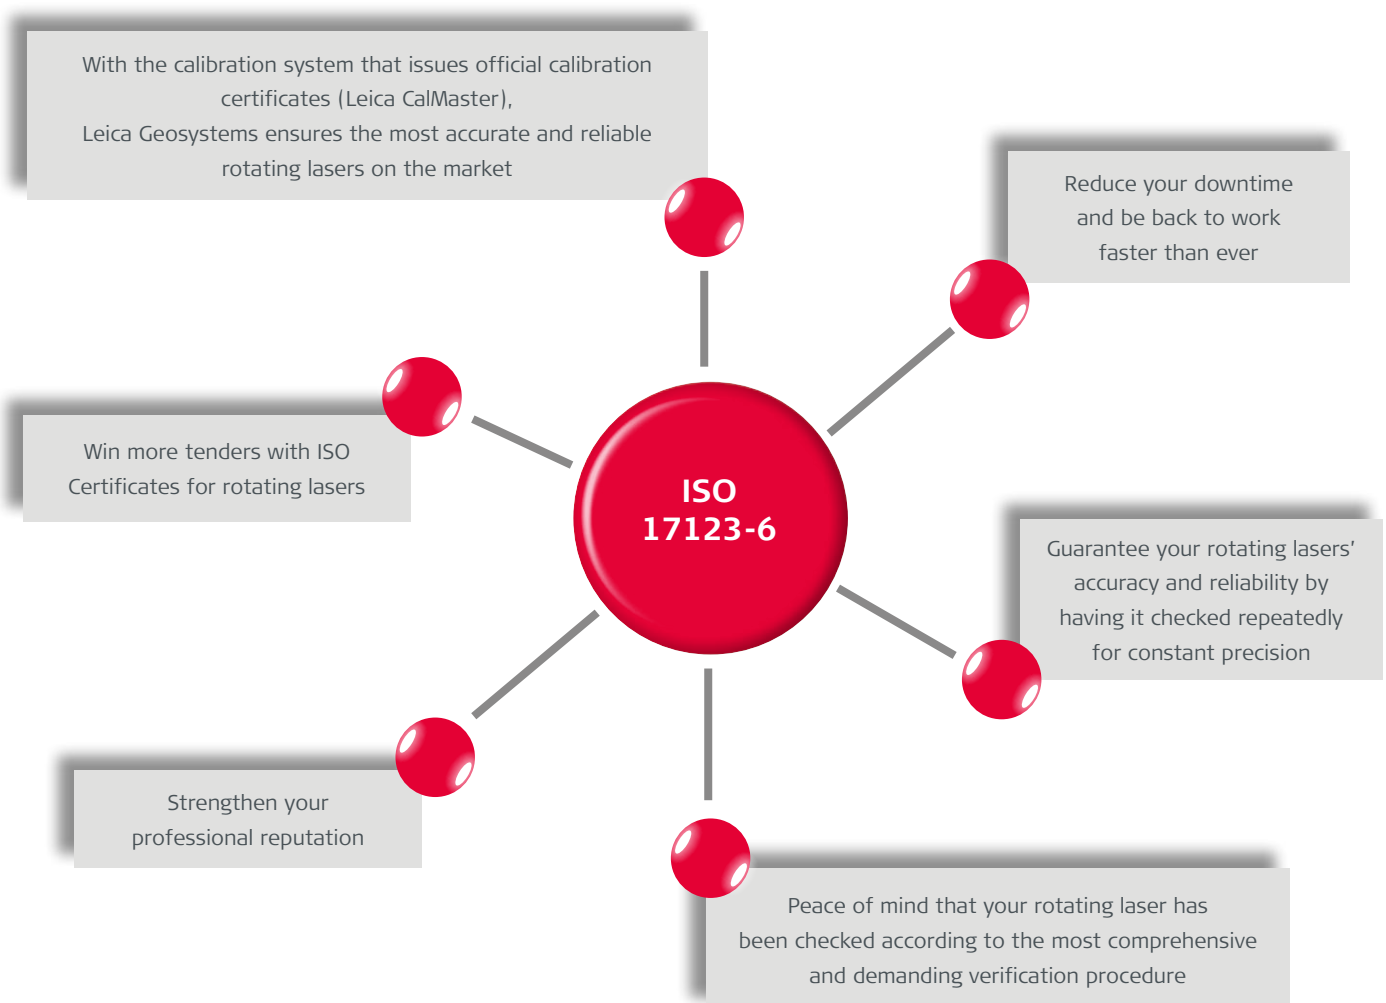 With the calibration system that issues official calibration
certificates (Leica CalMaster),
Leica Geosystems ensures the most accurate and reliable
rotating lasers on the market
Reduce your downtime
and be back to work
faster than ever
Win more tenders with ISO
Certificates for rotating lasers
ISO
17123-6
Guarantee your rotating lasers’
accuracy and reliability by
having it checked repeatedly
for constant precision
Strengthen your
professional reputation
Peace of mind that your rotating laser has
been checked according to the most comprehensive
and demanding verification procedure